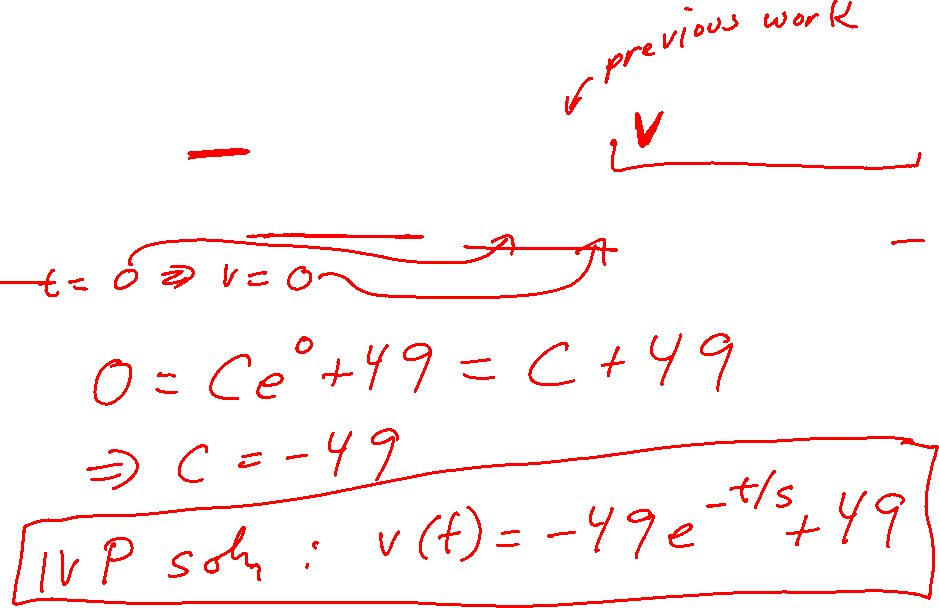 previous work
v
t = 0 ⇒ v = 0
0 = Ce⁰ + 49 = C + 49
⇒ C = -49
IVP soln : v(t) = -49e^(-t/5) + 49